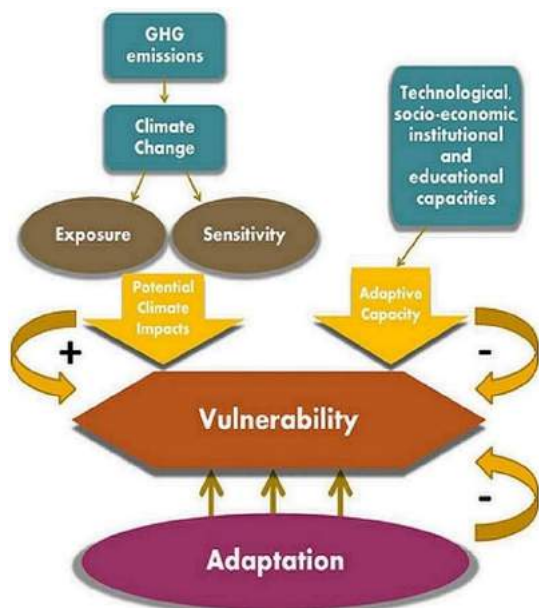 GHG
emissions
Climate
Change
Exposure
Sensitivity
Technological,
socio-economic,
institutional
and
educational
capacities
Potential
Climate
Impacts
Adaptive
Capacity
+
-
Vulnerability
-
Adaptation